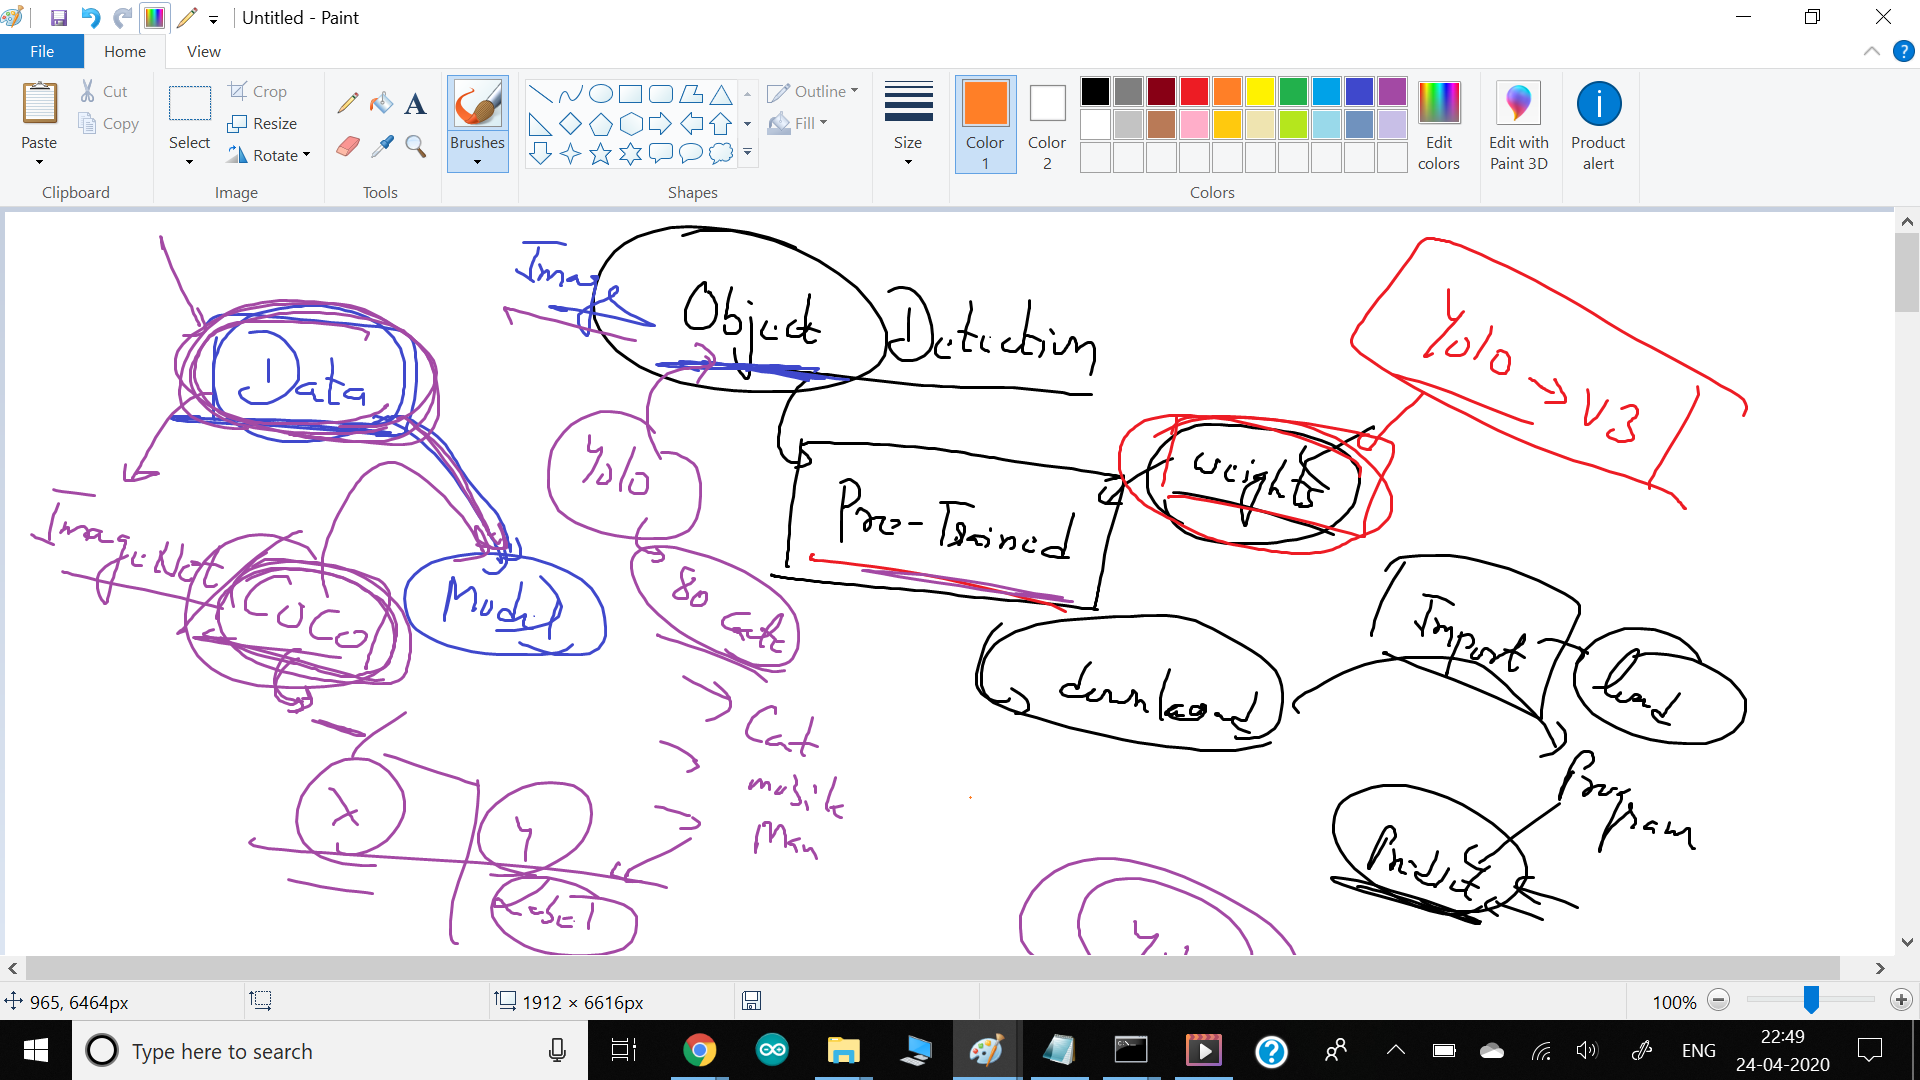 Untitled - Paint
File
Home
View
Paste
Cut
Copy
Clipboard
Select
Crop
Resize
Rotate
Image
Tools
Brushes
Shapes
Outline
Fill
Size
Color
1
Color
2
Edit
colors
Colors
Edit with
Paint 3D
Product
alert
Image
Object Detection
Data
Yolo → V3
Yolo
weights
Pre-Trained
ImageNet
COCO
Model
80
Import
load
download
Cat
mobile
Man
Program
Predict
X
Y
Label
965, 6464px
1912 × 6616px
100%
Type here to search
ENG
22:49
24-04-2020